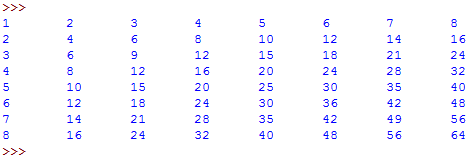 >>>
1 2 3 4 5 6 7 8
2 4 6 8 10 12 14 16
3 6 9 12 15 18 21 24
4 8 12 16 20 24 28 32
5 10 15 20 25 30 35 40
6 12 18 24 30 36 42 48
7 14 21 28 35 42 49 56
8 16 24 32 40 48 56 64
>>>